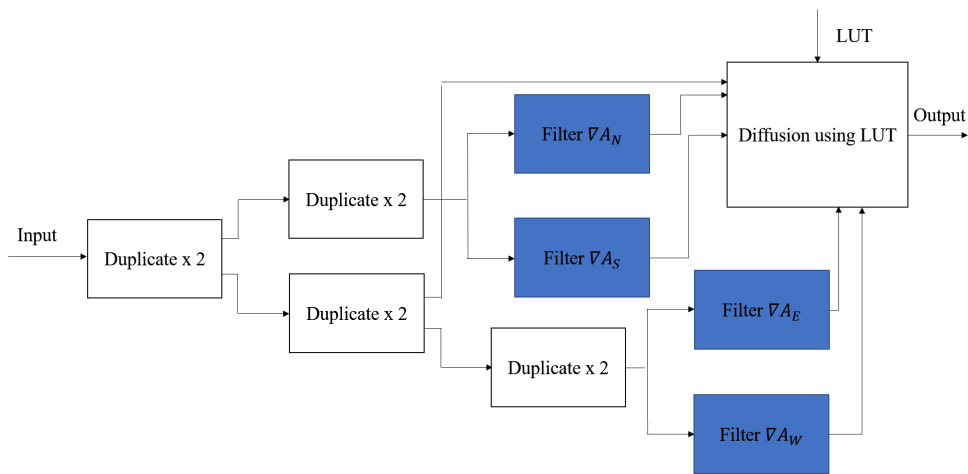 LUT
Input
Duplicate x 2
Duplicate x 2
Duplicate x 2
Duplicate x 2
Filter ∇A_N
Filter ∇A_S
Filter ∇A_E
Filter ∇A_W
Diffusion using LUT
Output